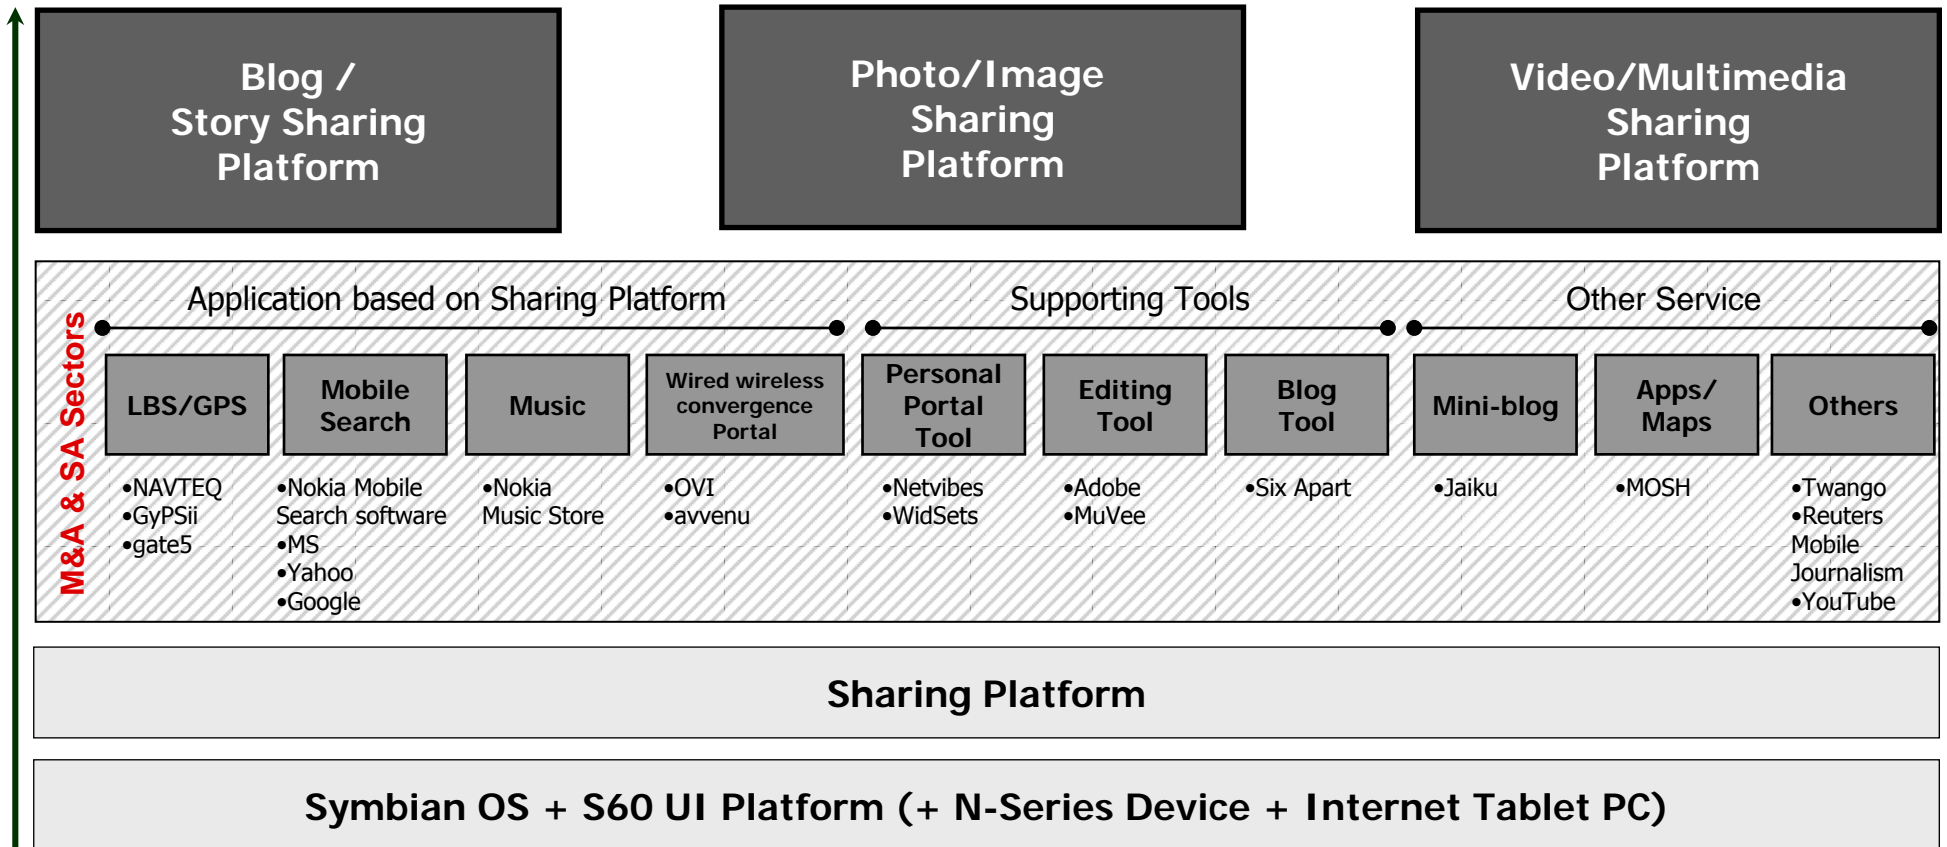 Blog /
Story Sharing
Platform
Photo/Image
Sharing
Platform
Video/Multimedia
Sharing
Platform
M&A & SA Sectors
Application based on Sharing Platform
Supporting Tools
Other Service
LBS/GPS
Mobile
Search
Music
Wired wireless
convergence
Portal
Personal
Portal
Tool
Editing
Tool
Blog
Tool
Mini-blog
Apps/
Maps
Others
•NAVTEQ
•GyPSii
•gate5
•Nokia Mobile
Search software
•MS
•Yahoo
•Google
•Nokia
Music Store
•OVI
•avvenu
•Netvibes
•WidSets
•Adobe
•MuVee
•Six Apart
•Jaiku
•MOSH
•Twango
•Reuters
Mobile
Journalism
•YouTube
Sharing Platform
Symbian OS + S60 UI Platform (+ N-Series Device + Internet Tablet PC)